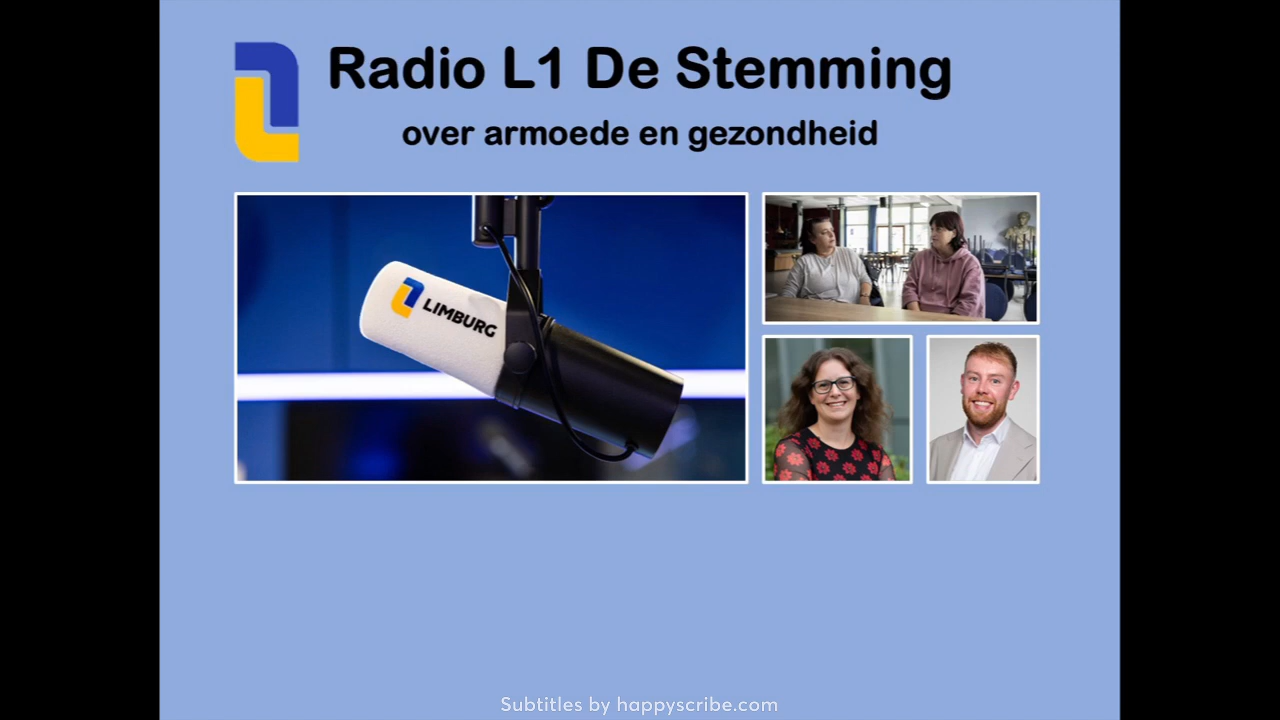 Radio L1 De Stemming
over armoede en gezondheid
LIMBURG
Subtitles by happyscribe.com